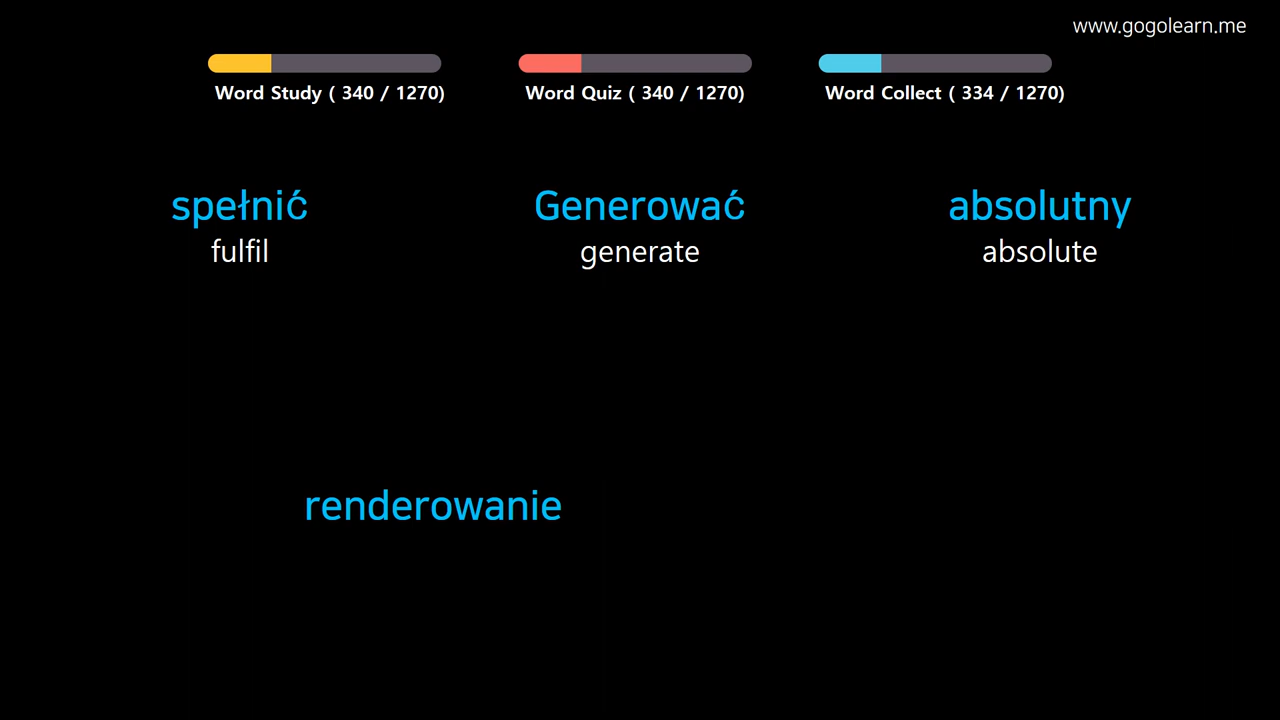 www.gogolearn.me
Word Study ( 340 / 1270)
Word Quiz ( 340 / 1270)
Word Collect ( 334 / 1270)
spełnić
fulfil
Generować
generate
absolutny
absolute
renderowanie